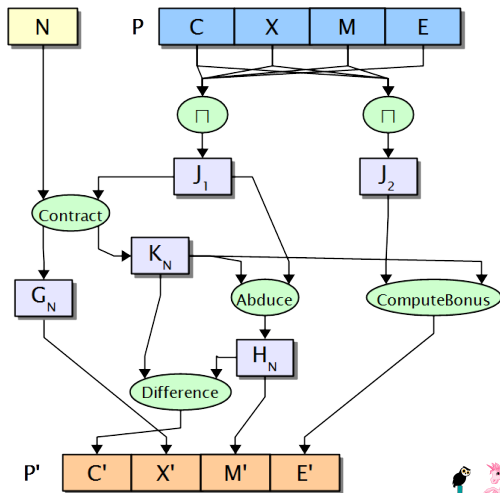 N P C X M E
⊓ ⊓
J1 J2
Contract
KN
GN Abduce ComputeBonus
HN
Difference
P' C' X' M' E'